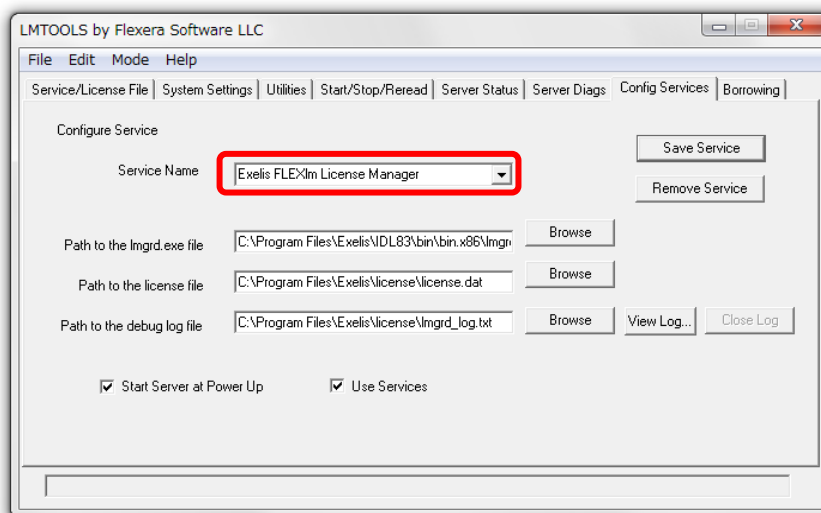 LMTOOLS by Flexera Software LLC
File Edit Mode Help
Service/License File System Settings Utilities Start/Stop/Reread Server Status Server Diags Config Services Borrowing
Configure Service
Save Service
Service Name Exelis FLEXlm License Manager
Remove Service
Path to the lmgrd.exe file C:\Program Files\Exelis\IDL83\bin\bin.x86\lmgr Browse
Path to the license file C:\Program Files\Exelis\license\license.dat Browse
Path to the debug log file C:\Program Files\Exelis\license\lmgrd_log.txt Browse View Log... Close Log
Start Server at Power Up Use Services